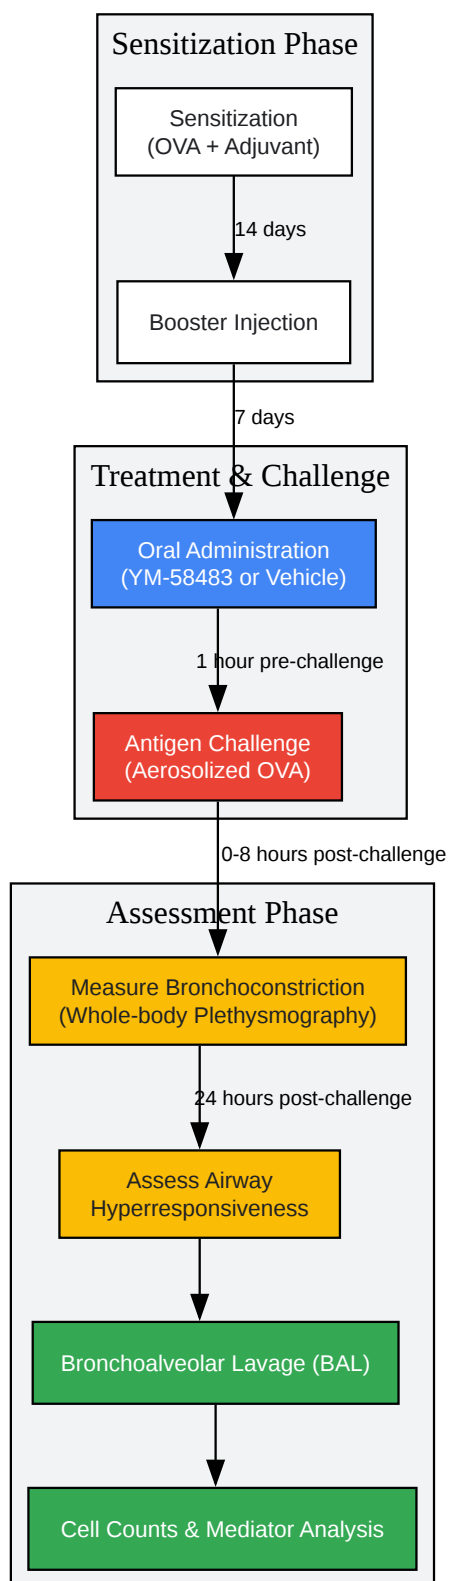 Sensitization Phase
Sensitization
(OVA + Adjuvant)
14 days
Booster Injection
7 days
Treatment & Challenge
Oral Administration
(YM-58483 or Vehicle)
1 hour pre-challenge
Antigen Challenge
(Aerosolized OVA)
0-8 hours post-challenge
Assessment Phase
Measure Bronchoconstriction
(Whole-body Plethysmography)
24 hours post-challenge
Assess Airway
Hyperresponsiveness
Bronchoalveolar Lavage (BAL)
Cell Counts & Mediator Analysis